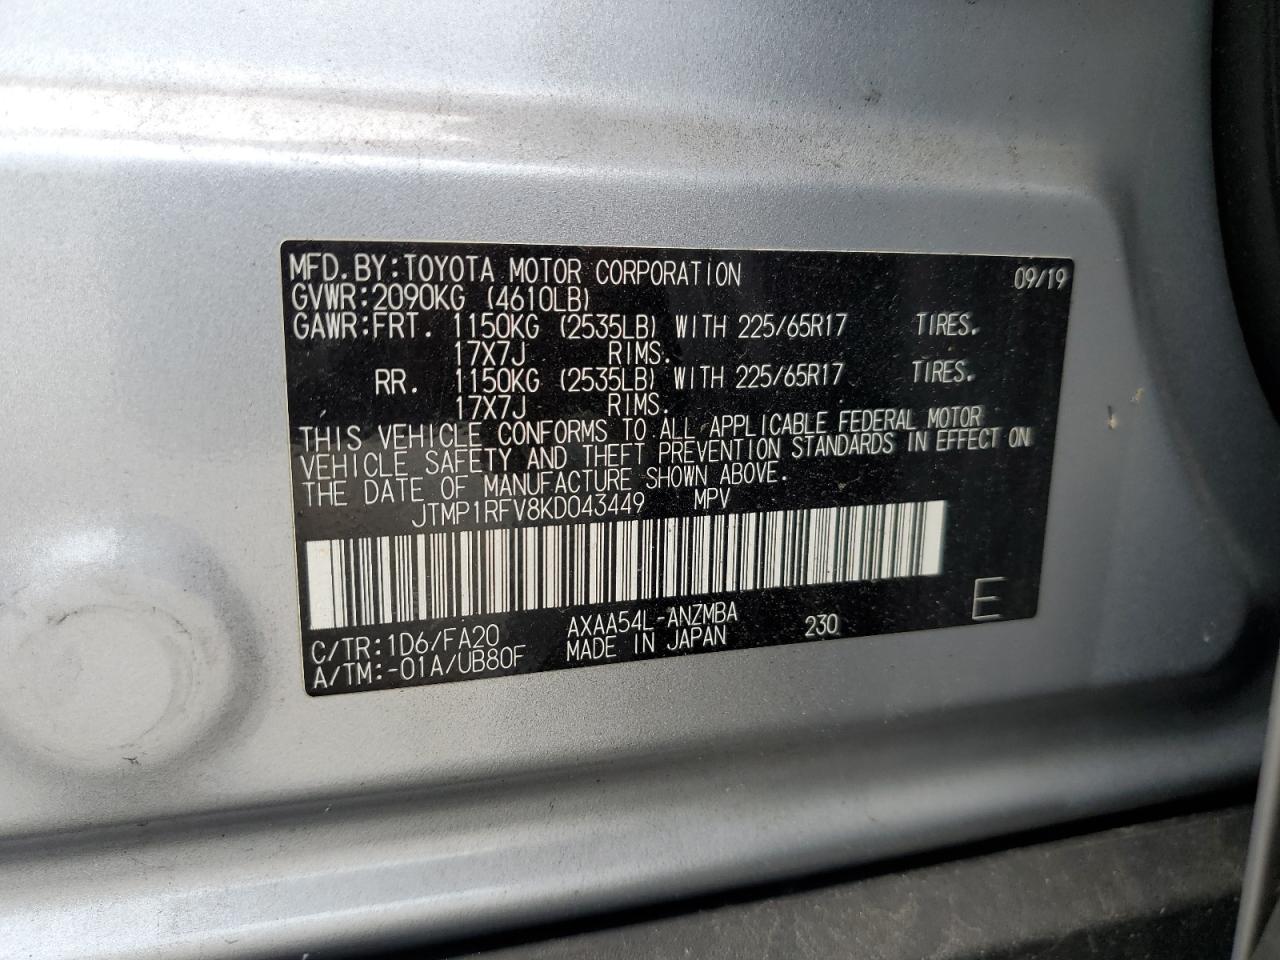 MFD.BY:TOYOTA MOTOR CORPORATION 09/19
GVWR:2090KG (4610LB)
GAWR:FRT. 1150KG (2535LB) WITH 225/65R17 TIRES.
17X7J RIMS.
RR. 1150KG (2535LB) WITH 225/65R17 TIRES.
17X7J RIMS.
THIS VEHICLE CONFORMS TO ALL APPLICABLE FEDERAL MOTOR
VEHICLE SAFETY AND THEFT PREVENTION STANDARDS IN EFFECT ON
THE DATE OF MANUFACTURE SHOWN ABOVE.
JTMP1RFV8KD043449 MPV
C/TR:1D6/FA20 AXAA54L-ANZMBA 230 E
A/TM:-01A/UB80F MADE IN JAPAN